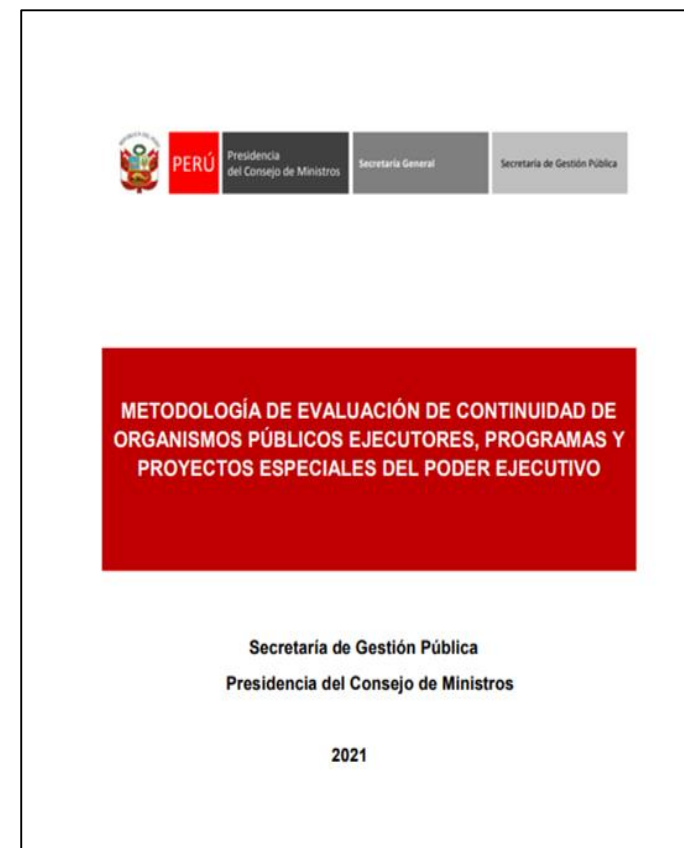 PERÚ
Presidencia
del Consejo de Ministros
Secretaría General
Secretaría de Gestión Pública
METODOLOGÍA DE EVALUACIÓN DE CONTINUIDAD DE
ORGANISMOS PÚBLICOS EJECUTORES, PROGRAMAS Y
PROYECTOS ESPECIALES DEL PODER EJECUTIVO
Secretaría de Gestión Pública
Presidencia del Consejo de Ministros
2021